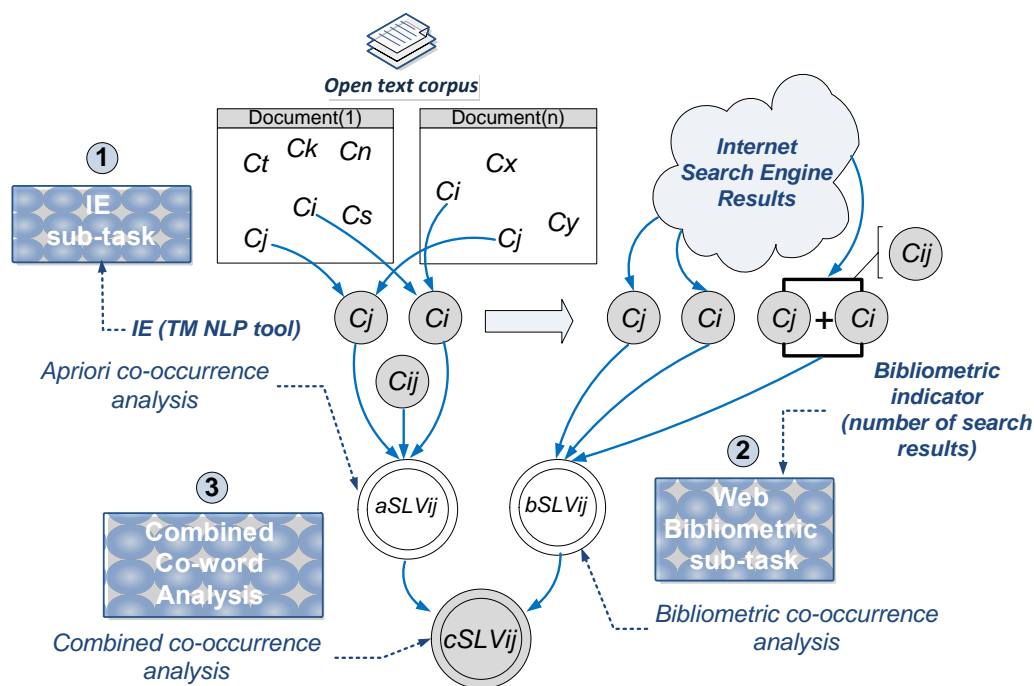 Open text corpus
Document(1)
Document(n)
Ct
Ck
Cn
Ci
Cs
Cj
Cx
Ci
Cj
Cy
Internet
Search Engine
Results
1
IE
sub-task
IE (TM NLP tool)
Cj
Ci
Cij
Cj
Ci
Cj
+
Ci
Cij
Apriori co-occurrence
analysis
Bibliometric
indicator
(number of search
results)
2
Web
Bibliometric
sub-task
3
Combined
Co-word
Analysis
aSLVij
bSLVij
cSLVij
Combined co-occurrence
analysis
Bibliometric co-occurrence
analysis